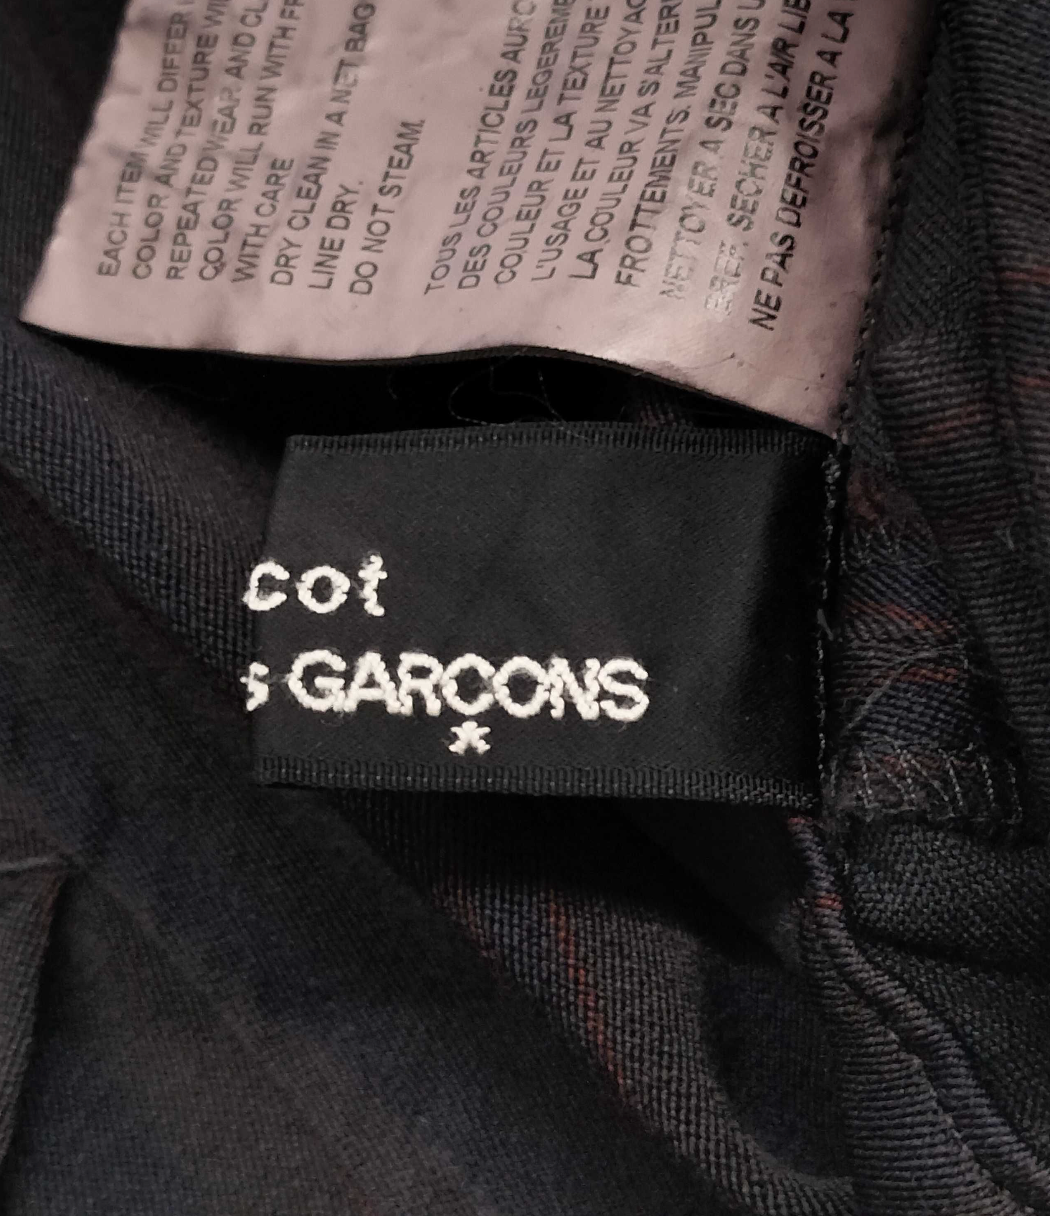 EACH ITEM WILL DIFFER
COLOR AND TEXTURE WI
REPEATED WEAR AND CL
COLOR WILL RUN WITH FR
WITH CARE
DRY CLEAN IN A NET BAG
LINE DRY.
DO NOT STEAM.
TOUS LES ARTICLES AURO
DES COULEURS LEGEREME
COULEUR ET LA TEXTURE
L'USAGE ET AU NETTOYAG
LA COULEUR VA S'ALTER
FROTTEMENTS. MANIPUL
NETTOYER A SEC DANS U
SECHER A L'AIR LIB
NE PAS DEFROISSER A LA
cot
s GARÇONS